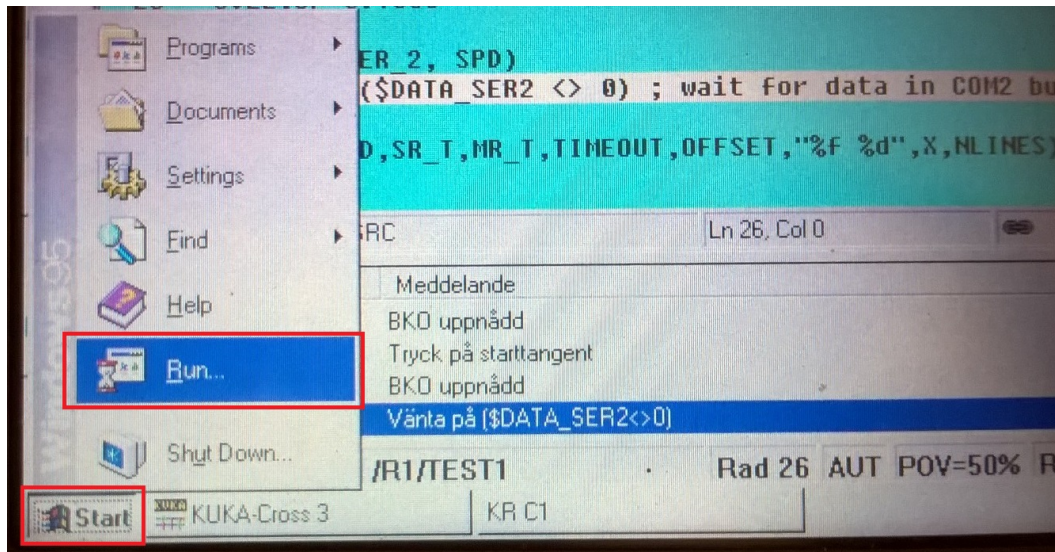 Programs
Documents
Settings
Find
Help
Run...
Shut Down...
Windows95
ER_2, SPD)
($DATA_SER2 <> 0) ; wait for data in COM2 bu
D,SR_T,MR_T,TIMEOUT,OFFSET,"%f %d",X,NLINES)
SRC
Ln 26, Col 0
Meddelande
BKO uppnådd
Tryck på starttangent
BKO uppnådd
Vänta på ($DATA_SER2<>0)
/R1/TEST1
Rad 26 AUT POV=50% R
Start
KUKA-Cross 3
KR C1